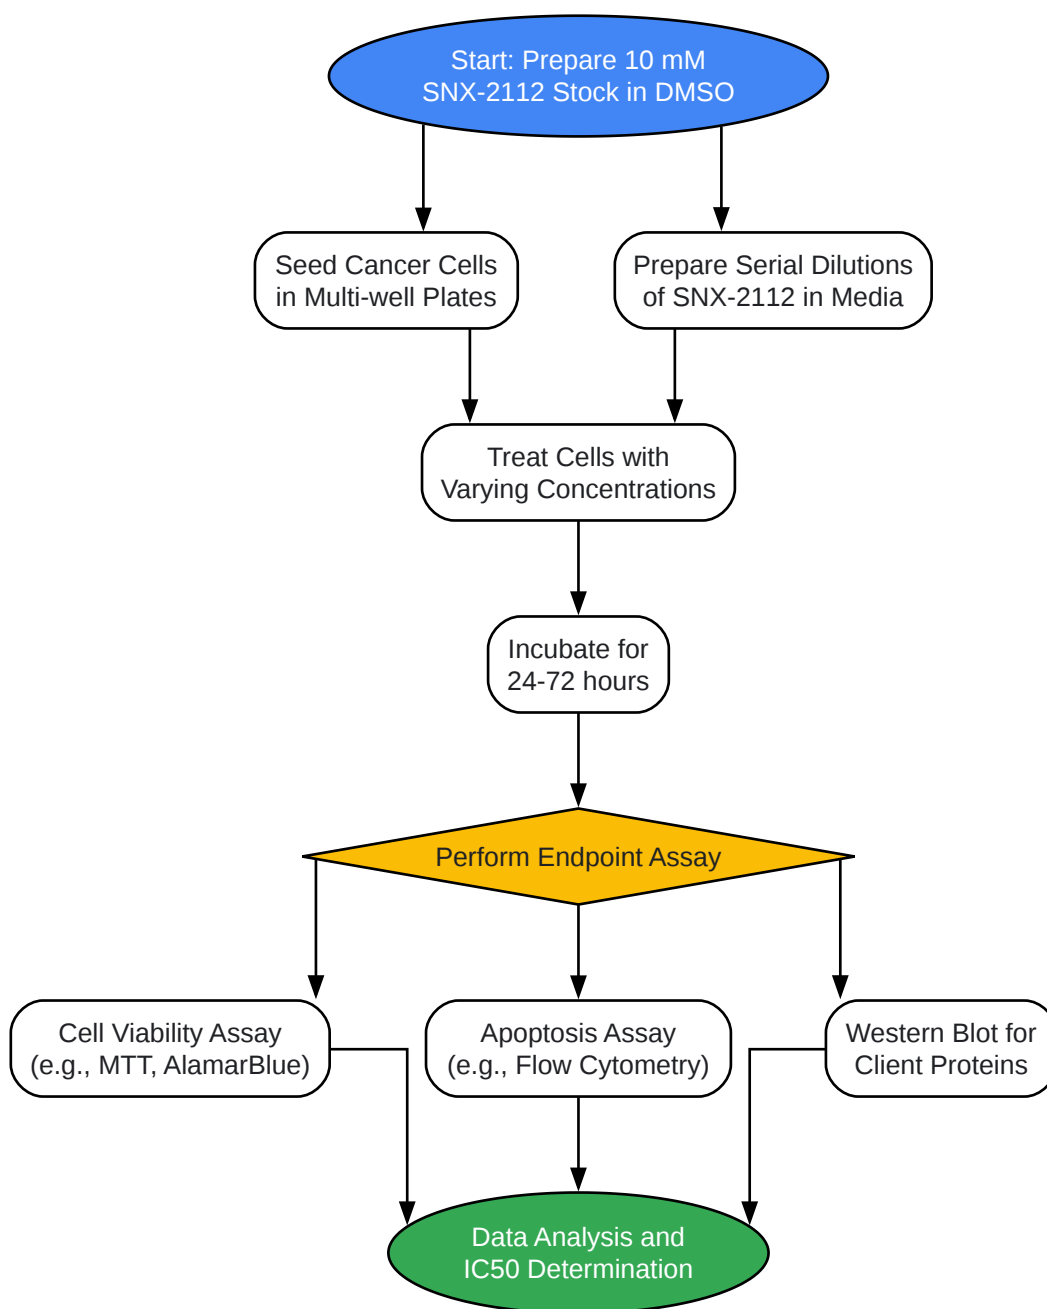 Start: Prepare 10 mM
SNX-2112 Stock in DMSO
Seed Cancer Cells
in Multi-well Plates
Prepare Serial Dilutions
of SNX-2112 in Media
Treat Cells with
Varying Concentrations
Incubate for
24-72 hours
Perform Endpoint Assay
Cell Viability Assay
(e.g., MTT, AlamarBlue)
Apoptosis Assay
(e.g., Flow Cytometry)
Western Blot for
Client Proteins
Data Analysis and
IC50 Determination